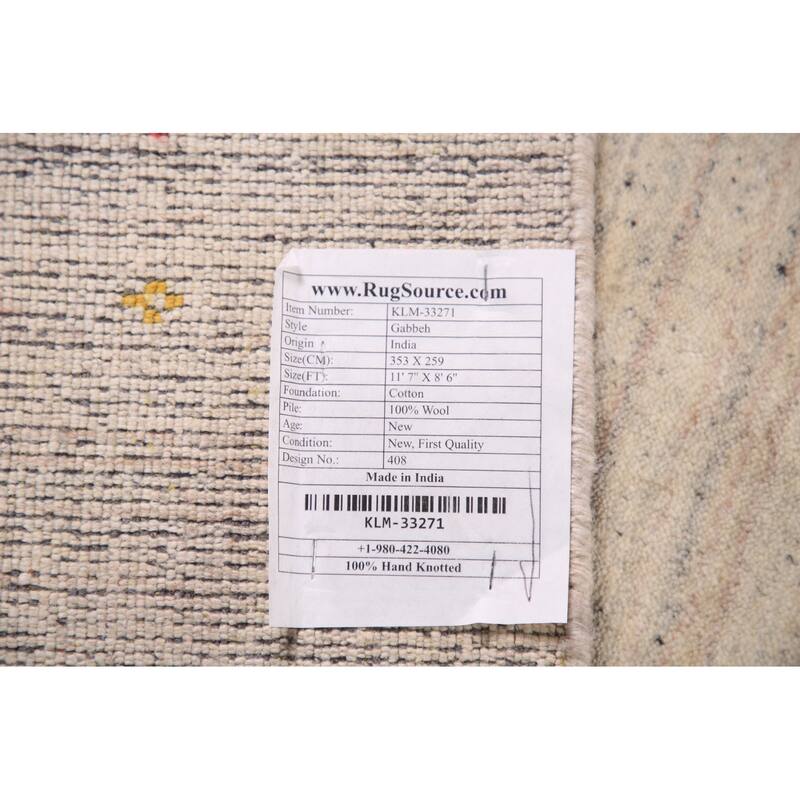 www.RugSource.com
Item Number: KLM-33271
Style Gabbeh
Origin India
Size(CM): 353 X 259
Size(FT): 11' 7" X 8' 6"
Foundation: Cotton
Pile: 100% Wool
Age: New
Condition: New, First Quality
Design No.: 408
Made in India
KLM-33271
+1-980-422-4080
100% Hand Knotted